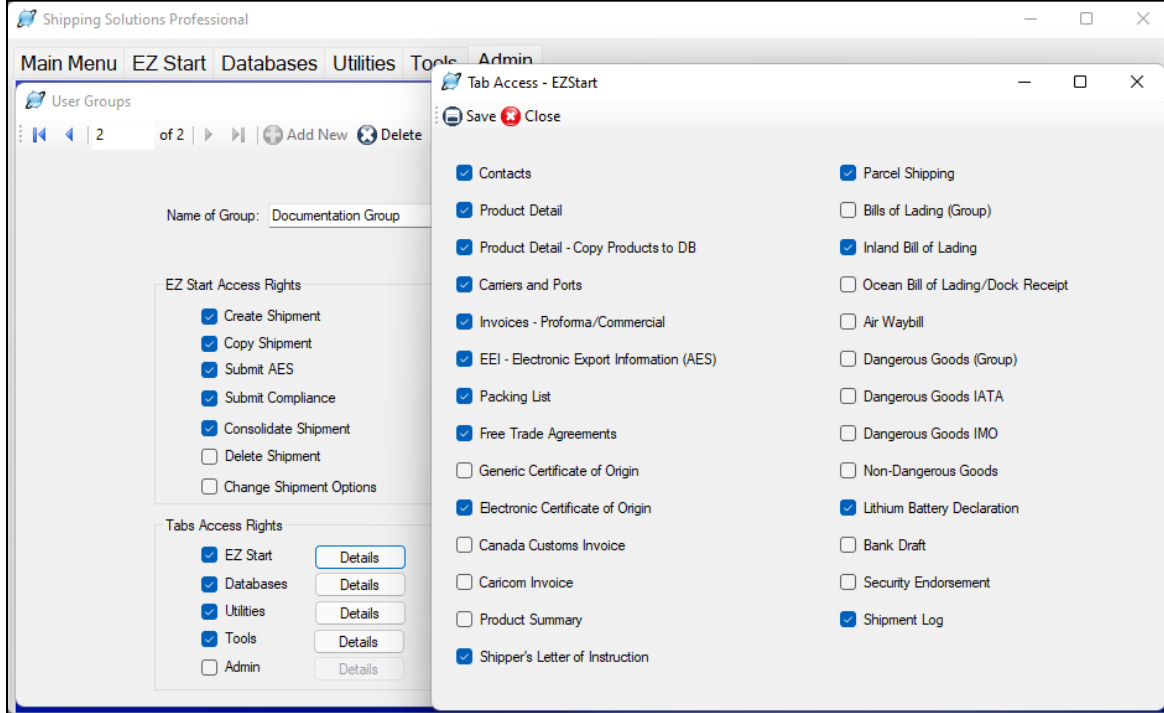 Shipping Solutions Professional
Main Menu EZ Start Databases Utilities Tools Admin
User Groups
2 of 2 Add New Delete
Name of Group: Documentation Group
EZ Start Access Rights
Create Shipment
Copy Shipment
Submit AES
Submit Compliance
Consolidate Shipment
Delete Shipment
Change Shipment Options
Tabs Access Rights
EZ Start Details
Databases Details
Utilities Details
Tools Details
Admin Details
Tab Access - EZStart
Save Close
Contacts
Product Detail
Product Detail - Copy Products to DB
Carriers and Ports
Invoices - Proforma/Commercial
EEI - Electronic Export Information (AES)
Packing List
Free Trade Agreements
Generic Certificate of Origin
Electronic Certificate of Origin
Canada Customs Invoice
Caricom Invoice
Product Summary
Shipper's Letter of Instruction
Parcel Shipping
Bills of Lading (Group)
Inland Bill of Lading
Ocean Bill of Lading/Dock Receipt
Air Waybill
Dangerous Goods (Group)
Dangerous Goods IATA
Dangerous Goods IMO
Non-Dangerous Goods
Lithium Battery Declaration
Bank Draft
Security Endorsement
Shipment Log